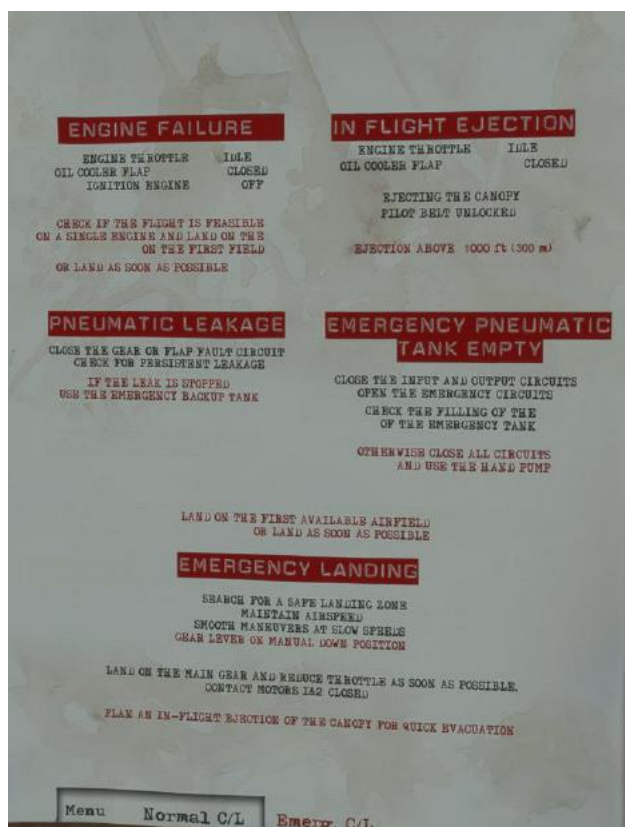 ENGINE FAILURE
ENGINE THROTTLE IDLE
OIL COOLER FLAP CLOSED
IGNITION ENGINE OFF
CHECK IF THE FLIGHT IS FEASIBLE
ON A SINGLE ENGINE AND LAND ON THE
ON THE FIRST FIELD
OR LAND AS SOON AS POSSIBLE
IN FLIGHT EJECTION
ENGINE THROTTLE IDLE
OIL COOLER FLAP CLOSED
EJECTING THE CANOPY
PILOT BELT UNLOCKED
EJECTION ABOVE 1000 ft (300 m)
PNEUMATIC LEAKAGE
CLOSE THE GEAR OR FLAP FAULT CIRCUIT
CHECK FOR PERSISTENT LEAKAGE
IF THE LEAK IS STOPPED
USE THE EMERGENCY BACKUP TANK
EMERGENCY PNEUMATIC
TANK EMPTY
CLOSE THE INPUT AND OUTPUT CIRCUITS
OPEN THE EMERGENCY CIRCUITS
CHECK THE FILLING OF THE
OF THE EMERGENCY TANK
OTHERWISE CLOSE ALL CIRCUITS
AND USE THE HAND PUMP
LAND ON THE FIRST AVAILABLE AIRFIELD
OR LAND AS SOON AS POSSIBLE
EMERGENCY LANDING
SEARCH FOR A SAFE LANDING ZONE
MAINTAIN AIRSPEED
SMOOTH MANEUVERS AT SLOW SPEEDS
GEAR LEVER ON MANUAL DOWN POSITION
LAND ON THE MAIN GEAR AND REDUCE THROTTLE AS SOON AS POSSIBLE.
CONTACT MOTORS 1&2 CLOSED
PLAN AN IN-FLIGHT EJECTION OF THE CANOPY FOR QUICK EVACUATION
Menu Normal C/L Emerg. C/L